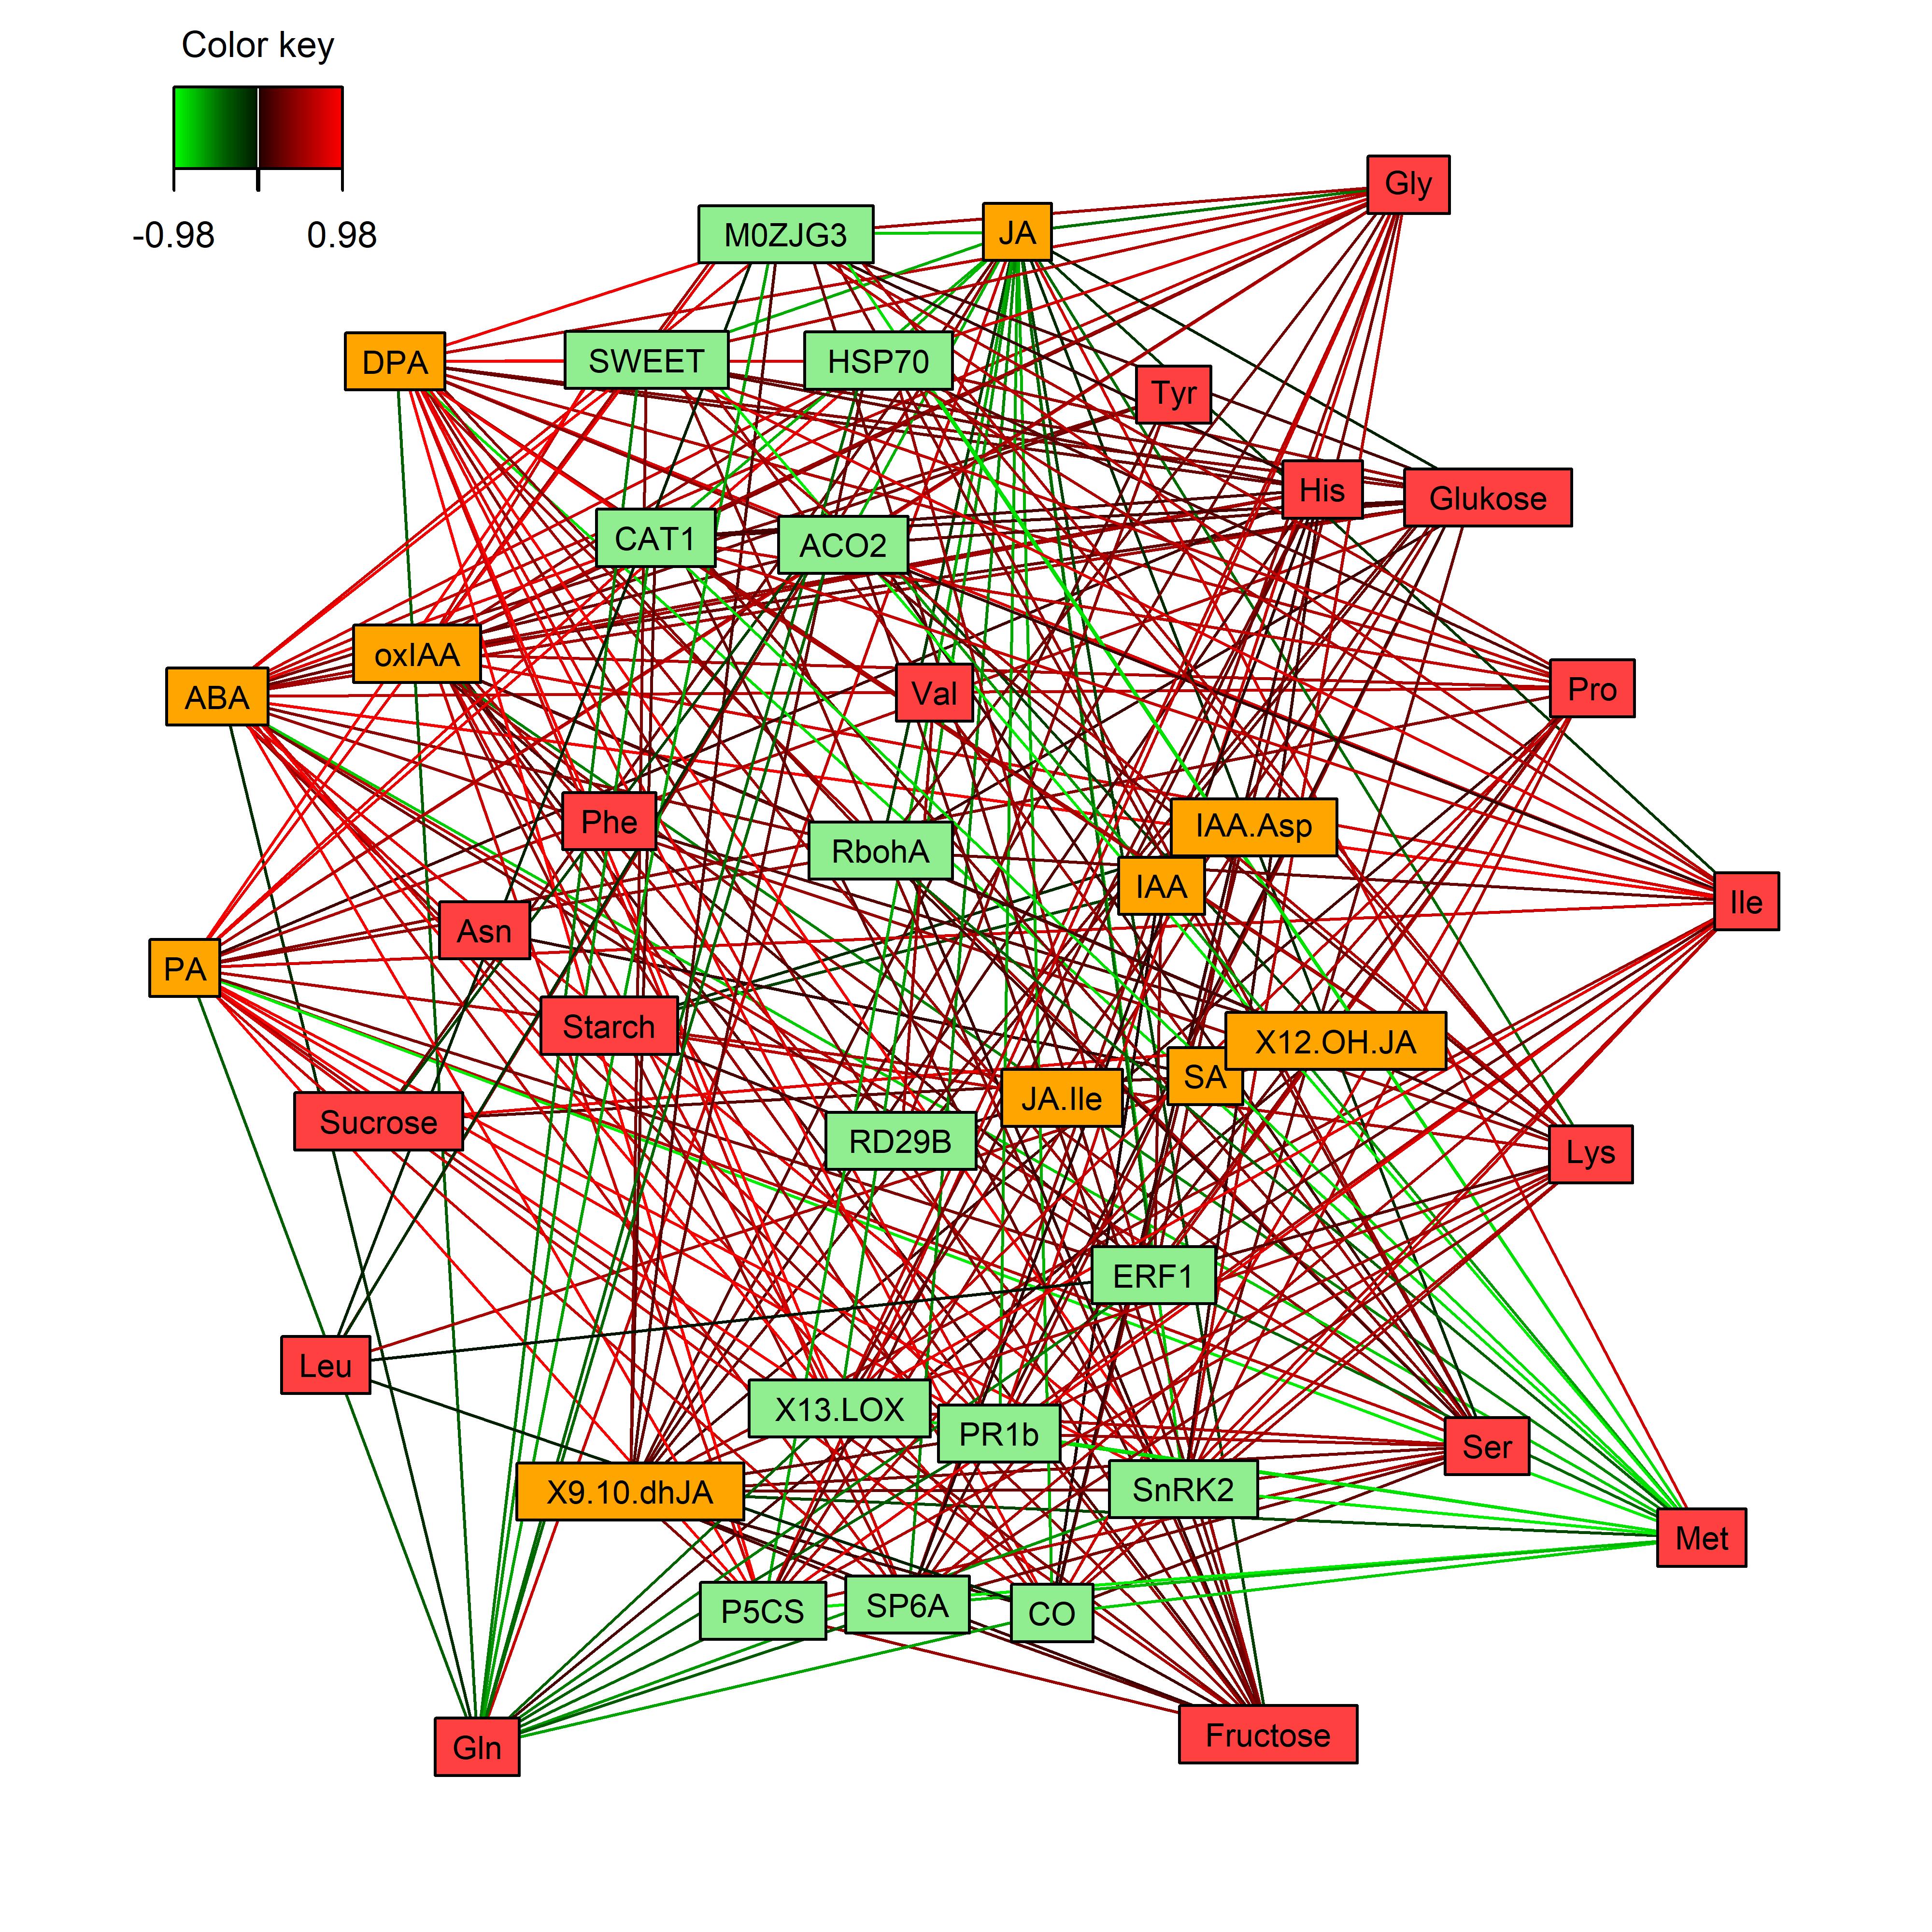 Color key
-0.98 0.98
Gly
M0ZJG3
JA
DPA
SWEET
HSP70
Tyr
His
Glukose
CAT1
ACO2
oxIAA
ABA
Val
Pro
Phe
RbohA
IAA.Asp
IAA
Ile
Asn
PA
Starch
X12.OH.JA
SA
JA.Ile
Sucrose
RD29B
Lys
ERF1
Leu
X13.LOX
PR1b
Ser
X9.10.dhJA
SnRK2
Met
P5CS
SP6A
CO
Gln
Fructose